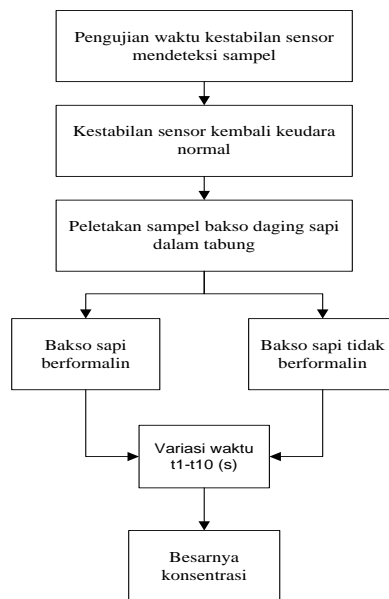 Pengujian waktu kestabilan sensor
mendeteksi sampel
Kestabilan sensor kembali keudara
normal
Peletakan sampel bakso daging sapi
dalam tabung
Bakso sapi
berformalin
Bakso sapi tidak
berformalin
Variasi waktu
t1-t10 (s)
Besarnya
konsentrasi